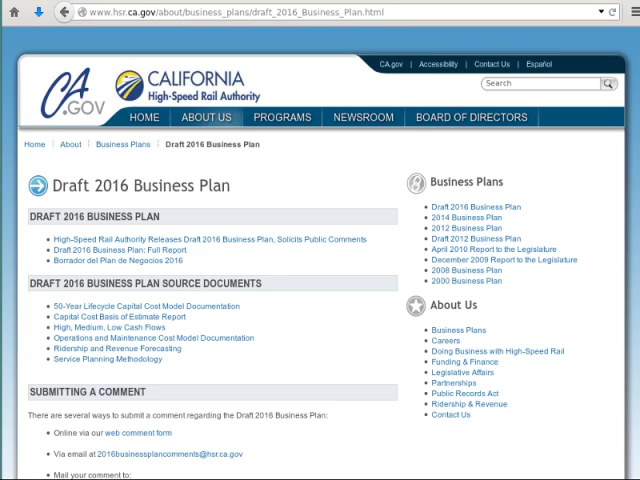 www.hsr.ca.gov/about/business_plans/draft_2016_Business_Plan.html
CA.gov | Accessibility | Contact Us | Español
CA
.GOV
CALIFORNIA
High-Speed Rail Authority
Search
HOME ABOUT US PROGRAMS NEWSROOM BOARD OF DIRECTORS
Home About Business Plans Draft 2016 Business Plan
Draft 2016 Business Plan
DRAFT 2016 BUSINESS PLAN
High-Speed Rail Authority Releases Draft 2016 Business Plan, Solicits Public Comments
Draft 2016 Business Plan: Full Report
Borrador del Plan de Negocios 2016
DRAFT 2016 BUSINESS PLAN SOURCE DOCUMENTS
50-Year Lifecycle Capital Cost Model Documentation
Capital Cost Basis of Estimate Report
High, Medium, Low Cash Flows
Operations and Maintenance Cost Model Documentation
Ridership and Revenue Forecasting
Service Planning Methodology
SUBMITTING A COMMENT
There are several ways to submit a comment regarding the Draft 2016 Business Plan:
Online via our web comment form
Via email at 2016businessplancomments@hsr.ca.gov
Mail your comment to:
Business Plans
Draft 2016 Business Plan
2014 Business Plan
2012 Business Plan
Draft 2012 Business Plan
April 2010 Report to the Legislature
December 2009 Report to the Legislature
2008 Business Plan
2000 Business Plan
About Us
Business Plans
Careers
Doing Business with High-Speed Rail
Funding & Finance
Legislative Affairs
Partnerships
Public Records Act
Ridership & Revenue
Contact Us